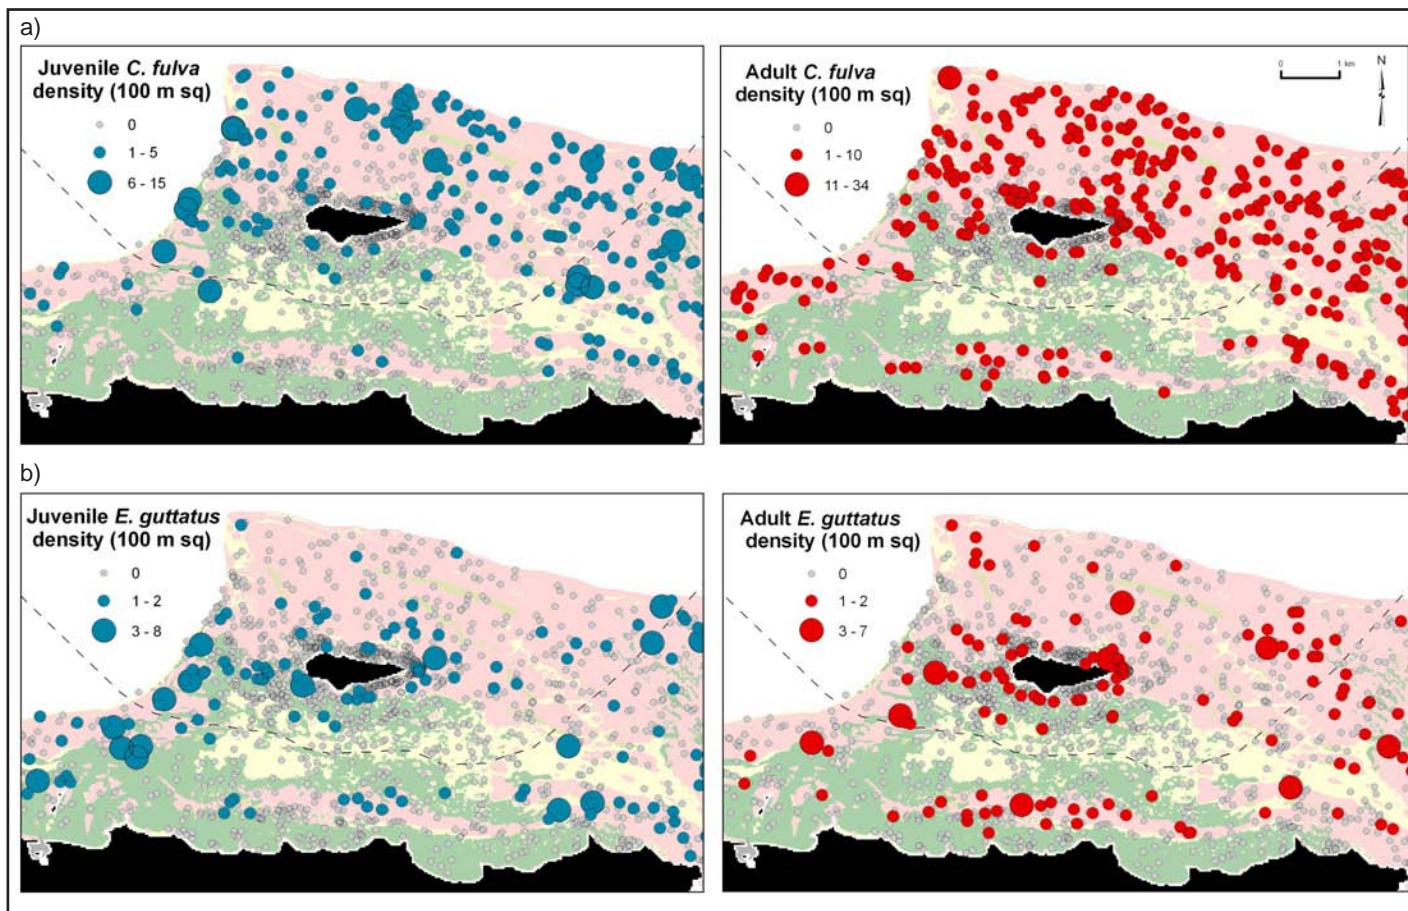 a)
Juvenile C. fulva
density (100 m sq)
0
1 - 5
6 - 15
Adult C. fulva
density (100 m sq)
0
1 - 10
11 - 34
0 1 km
N
b)
Juvenile E. guttatus
density (100 m sq)
0
1 - 2
3 - 8
Adult E. guttatus
density (100 m sq)
0
1 - 2
3 - 7